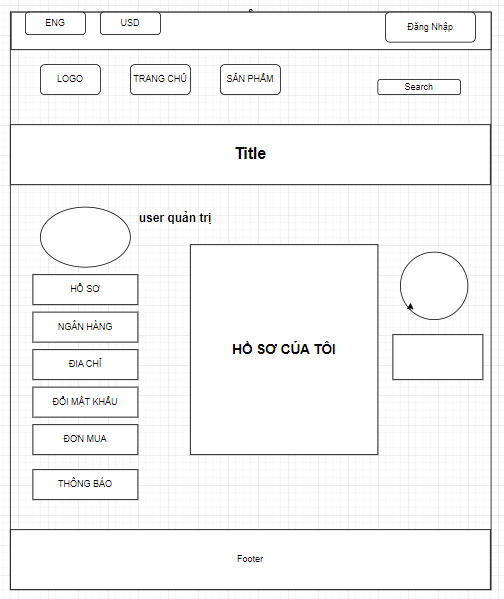 ENG
USD
Đăng Nhập
LOGO
TRANG CHỦ
SẢN PHẨM
Search
Title
user quản trị
HỒ SƠ
NGÂN HÀNG
ĐỊA CHỈ
ĐỔI MẬT KHẨU
ĐƠN MUA
THÔNG BÁO
HỒ SƠ CỦA TÔI
Footer